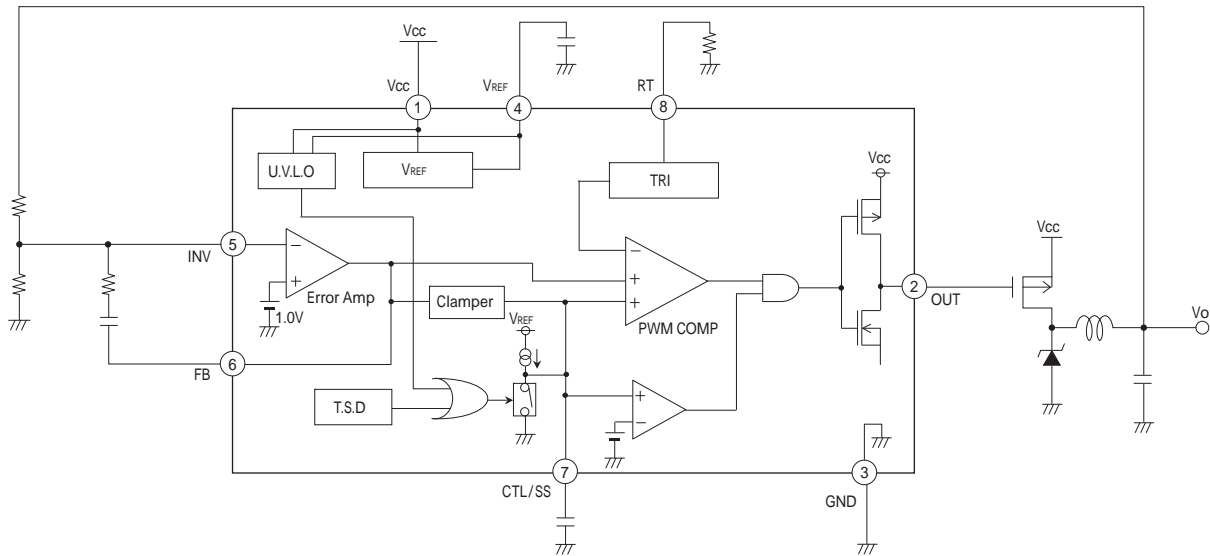 Vcc
Vcc
VREF
RT
1
4
8
U.V.L.O
VREF
TRI
Vcc
Vcc
5
INV
−
+
Error Amp
1.0V
−
+
+
PWM COMP
2
OUT
Vo
Clamper
VREF
6
FB
T.S.D
+
−
7
CTL/SS
3
GND